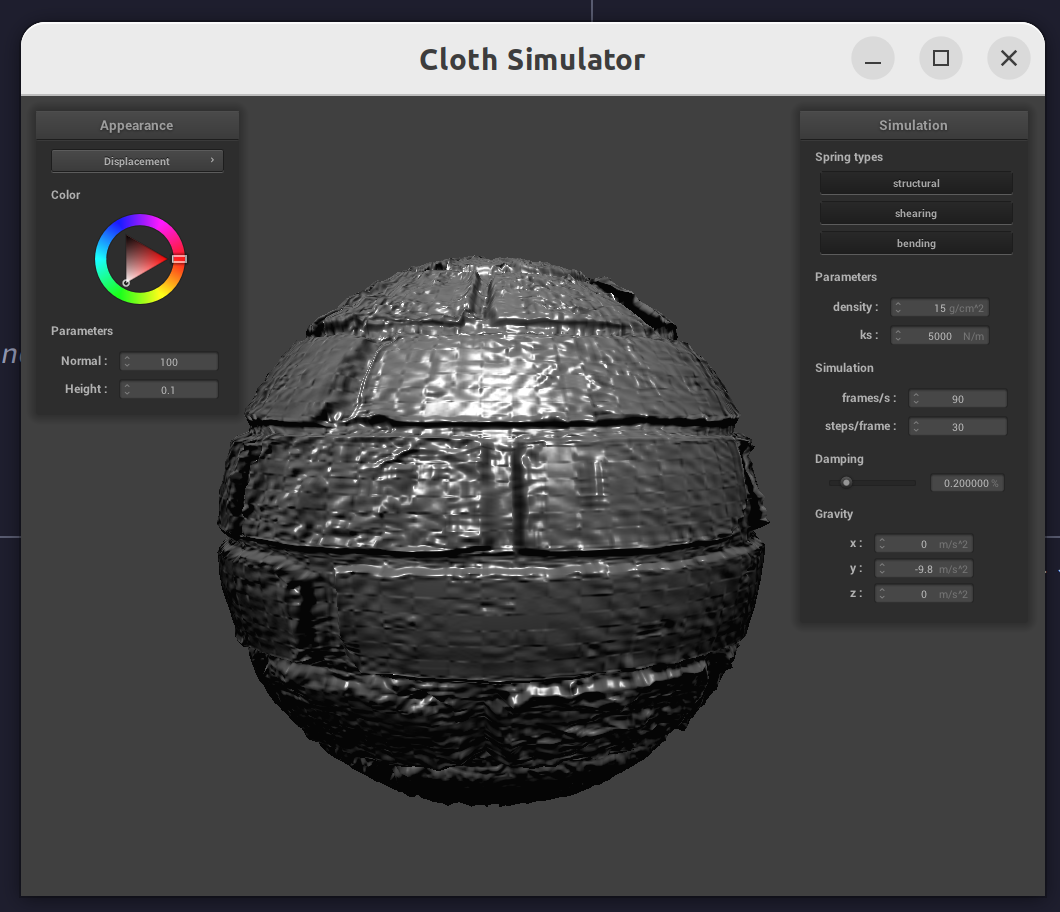 Cloth Simulator
Appearance
Displacement
Color
Parameters
Normal : 100
Height : 0.1
Simulation
Spring types
structural
shearing
bending
Parameters
density : 15 g/cm^2
ks : 5000 N/m
Simulation
frames/s : 90
steps/frame : 30
Damping
0.200000 %
Gravity
x : 0 m/s^2
y : -9.8 m/s^2
z : 0 m/s^2